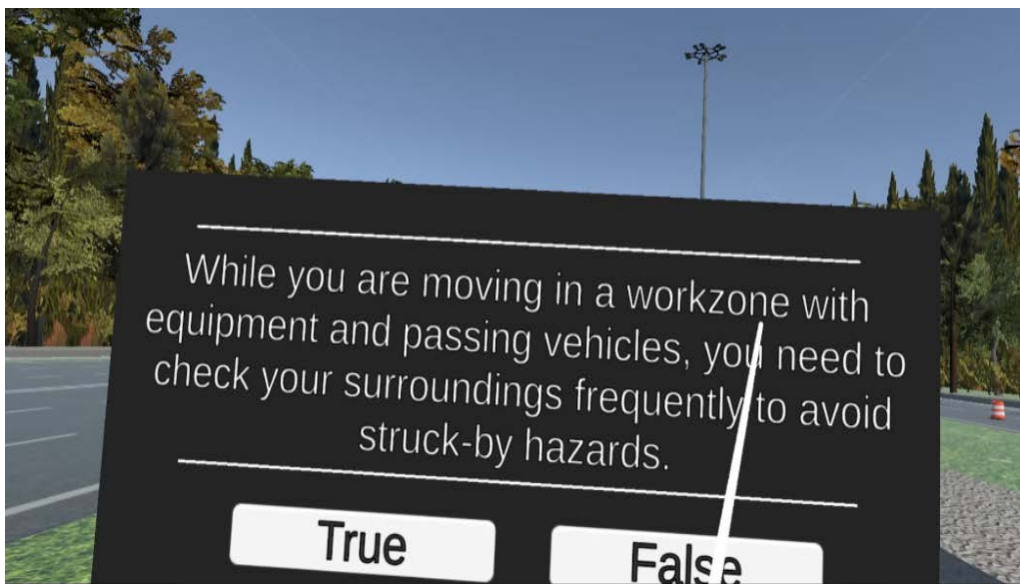 While you are moving in a workzone with
equipment and passing vehicles, you need to
check your surroundings frequently to avoid
struck-by hazards.
True
False